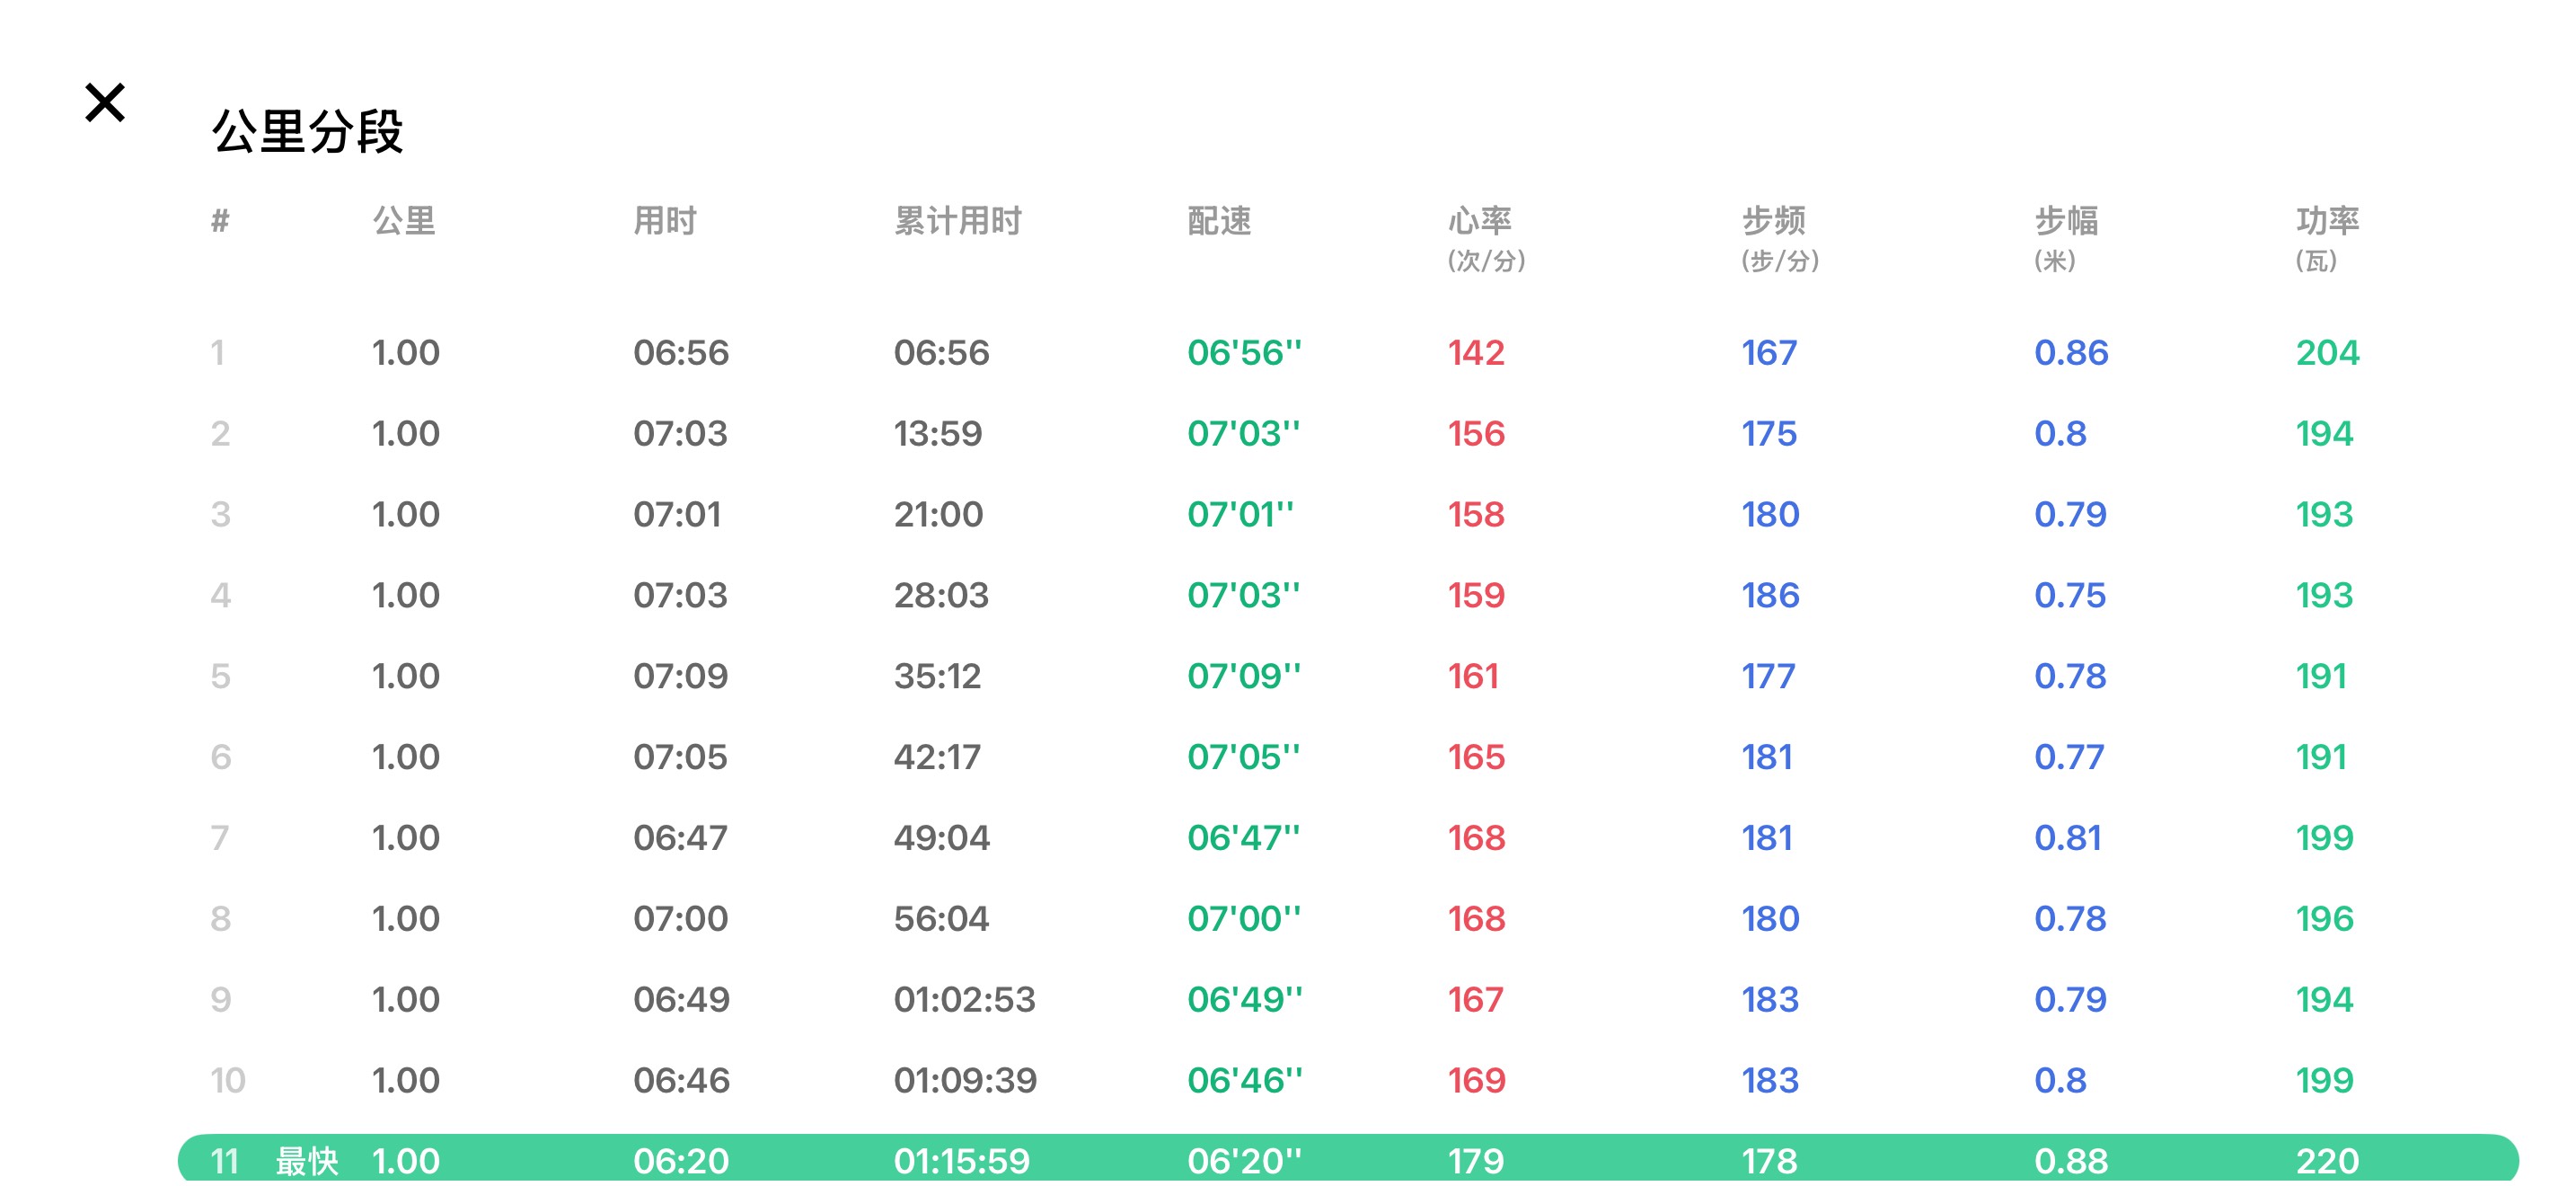 公里分段
# 公里 用时 累计用时 配速 心率 步频 步幅 功率
(次/分) (步/分) (米) (瓦)
1 1.00 06:56 06:56 06'56'' 142 167 0.86 204
2 1.00 07:03 13:59 07'03'' 156 175 0.8 194
3 1.00 07:01 21:00 07'01'' 158 180 0.79 193
4 1.00 07:03 28:03 07'03'' 159 186 0.75 193
5 1.00 07:09 35:12 07'09'' 161 177 0.78 191
6 1.00 07:05 42:17 07'05'' 165 181 0.77 191
7 1.00 06:47 49:04 06'47'' 168 181 0.81 199
8 1.00 07:00 56:04 07'00'' 168 180 0.78 196
9 1.00 06:49 01:02:53 06'49'' 167 183 0.79 194
10 1.00 06:46 01:09:39 06'46'' 169 183 0.8 199
11 最快 1.00 06:20 01:15:59 06'20'' 179 178 0.88 220